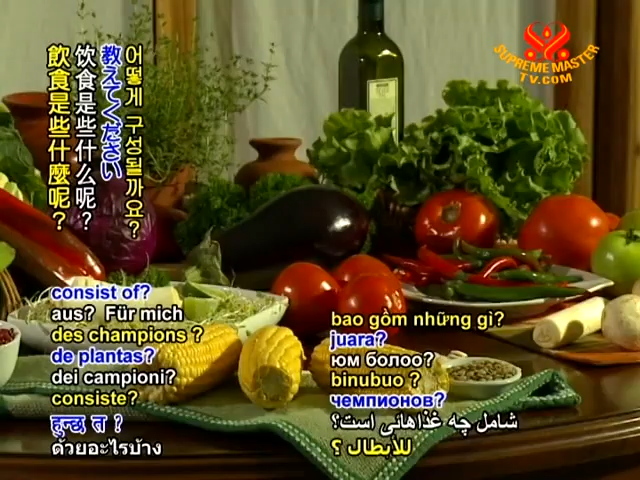 SUPREME MASTER
TV.COM
어떻게 구성될까요?
教えてください
饮食是些什么呢?
飲食是些什麼呢?
consist of?
aus? Für mich
des champions ?
de plantas?
dei campioni?
consiste?
हुन्छ त ?
ด้วยอะไรบ้าง
bao gồm những gì?
juara?
юм болоо?
binubuo ?
чемпионов?
شامل چه غذاهائی است؟
للأبطال ؟